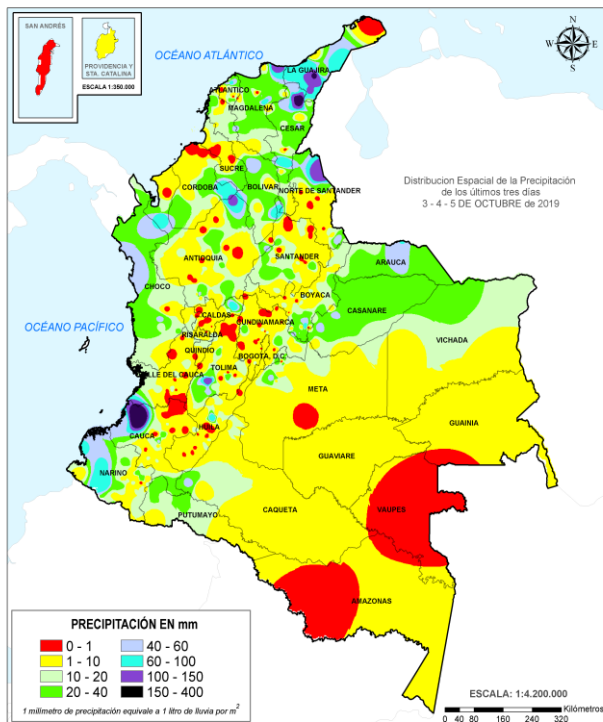 SAN ANDRÉS
PROVIDENCIA Y
STA. CATALINA
ESCALA 1:350.000
OCÉANO ATLÁNTICO
N
W
E
S
LA GUAJIRA
ATLANTICO
MAGDALENA
CESAR
SUCRE
CORDOBA
BOLIVAR
NORTE DE SANTANDER
Distribucion Espacial de la Precipitación
de los últimos tres días
3 - 4 - 5 DE OCTUBRE de 2019
ANTIOQUIA
SANTANDER
ARAUCA
CHOCO
BOYACA
CASANARE
OCÉANO PACÍFICO
CALDAS
CUNDINAMARCA
RISARALDA
VICHADA
QUINDIO
BOGOTA, D.C.
VALLE DEL CAUCA
TOLIMA
META
GUAINIA
CAUCA
HUILA
GUAVIARE
NARIÑO
VAUPES
PUTUMAYO
CAQUETA
AMAZONAS
PRECIPITACIÓN EN mm
0 - 1
40 - 60
1 - 10
60 - 100
10 - 20
100 - 150
20 - 40
150 - 400
1 milímetro de precipitación equivale a 1 litro de lluvia por m²
ESCALA: 1:4.200.000
Kilómetros
0 40 80 160 240 320